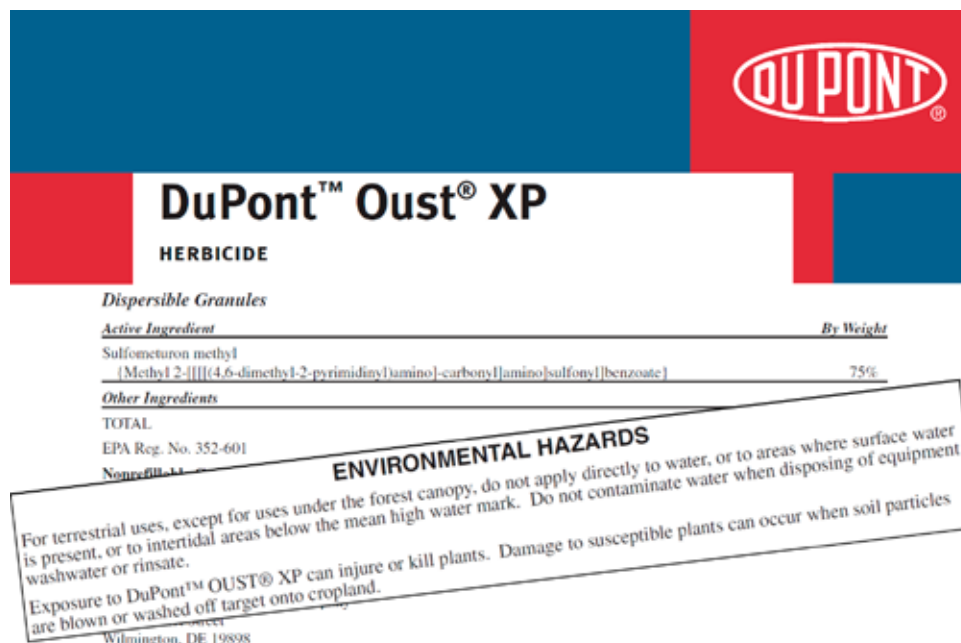 DU PONT ®
DuPont™ Oust® XP
HERBICIDE
Dispersible Granules
Active Ingredient By Weight
Sulfometuron methyl
{Methyl 2-[[[[(4,6-dimethyl-2-pyrimidinyl)amino]-carbonyl]amino]sulfonyl]benzoate} 75%
Other Ingredients
TOTAL
EPA Reg. No. 352-601
ENVIRONMENTAL HAZARDS
For terrestrial uses, except for uses under the forest canopy, do not apply directly to water, or to areas where surface water
is present, or to intertidal areas below the mean high water mark. Do not contaminate water when disposing of equipment
washwater or rinsate.
Exposure to DuPont™ OUST® XP can injure or kill plants. Damage to susceptible plants can occur when soil particles
are blown or washed off target onto cropland.
Wilmington, DE 19898